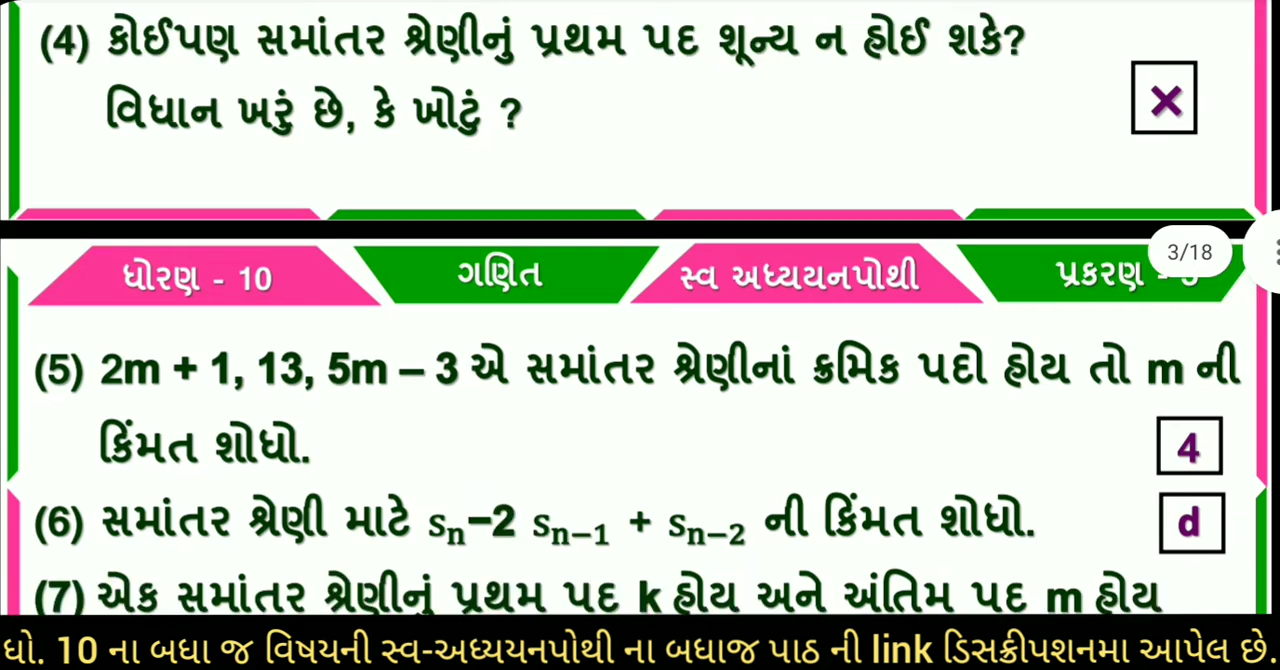 (4) કોઈપણ સમાંતર શ્રેણીનું પ્રથમ પદ શૂન્ય ન હોઈ શકે?
વિધાન ખરું છે, કે ખોટું ?
×
ધોરણ - 10 ગણિત સ્વ અધ્યયનપોથી પ્રકરણ -
3/18
(5) 2m + 1, 13, 5m – 3 એ સમાંતર શ્રેણીનાં ક્રમિક પદો હોય તો m ની
કિંમત શોધો. 4
(6) સમાંતર શ્રેણી માટે Sₙ–2 Sₙ₋₁ + Sₙ₋₂ ની કિંમત શોધો. d
(7) એક સમાંતર શ્રેણીનું પ્રથમ પદ k હોય અને અંતિમ પદ m હોય
ધો. 10 ના બધા જ વિષયની સ્વ-અધ્યયનપોથી ના બધાજ પાઠ ની link ડિસક્રીપશનમા આપેલ છે.